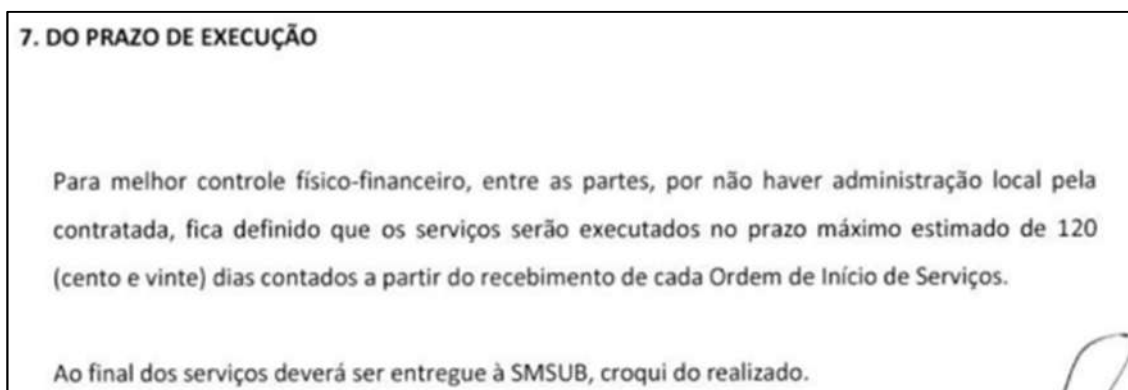 7. DO PRAZO DE EXECUÇÃO
Para melhor controle físico-financeiro, entre as partes, por não haver administração local pela
contratada, fica definido que os serviços serão executados no prazo máximo estimado de 120
(cento e vinte) dias contados a partir do recebimento de cada Ordem de Início de Serviços.
Ao final dos serviços deverá ser entregue à SMSUB, croqui do realizado.